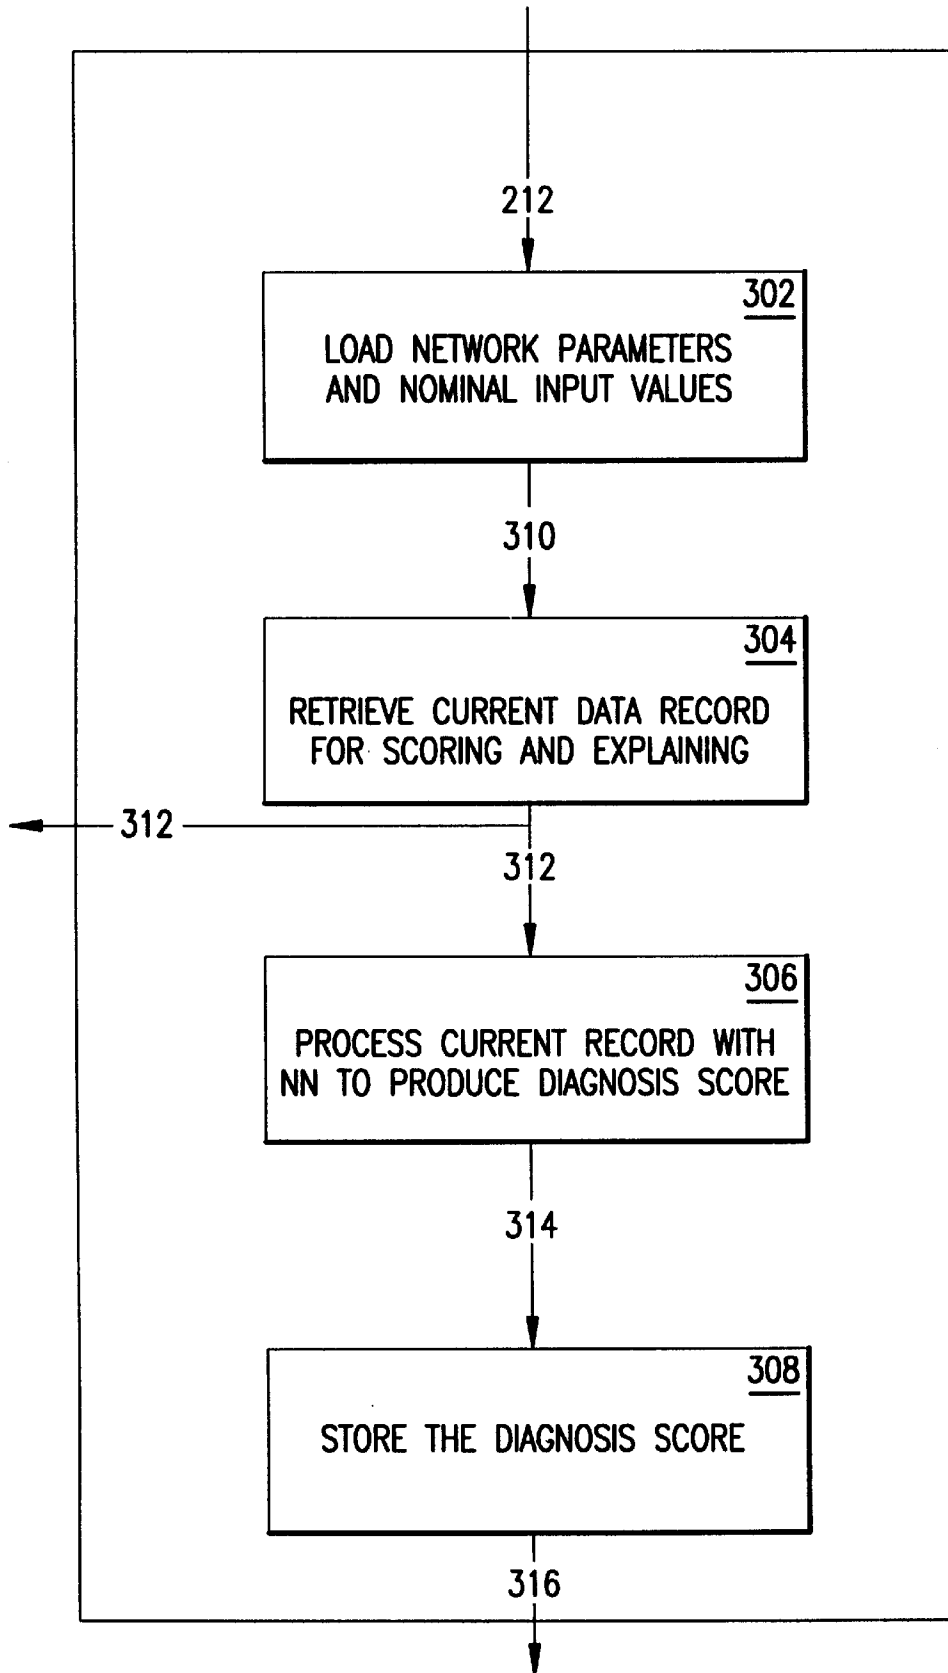 212
302
LOAD NETWORK PARAMETERS
AND NOMINAL INPUT VALUES
310
304
RETRIEVE CURRENT DATA RECORD
FOR SCORING AND EXPLAINING
312
312
306
PROCESS CURRENT RECORD WITH
NN TO PRODUCE DIAGNOSIS SCORE
314
308
STORE THE DIAGNOSIS SCORE
316